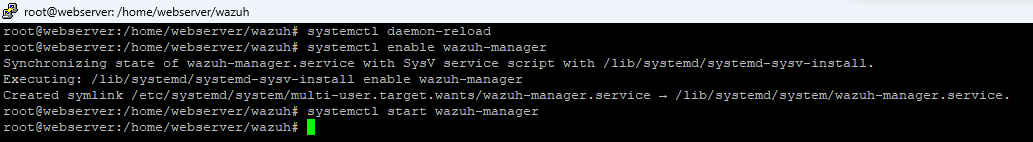 root@webserver: /home/webserver/wazuh
root@webserver:/home/webserver/wazuh# systemctl daemon-reload
root@webserver:/home/webserver/wazuh# systemctl enable wazuh-manager
Synchronizing state of wazuh-manager.service with SysV service script with /lib/systemd/systemd-sysv-install.
Executing: /lib/systemd/systemd-sysv-install enable wazuh-manager
Created symlink /etc/systemd/system/multi-user.target.wants/wazuh-manager.service → /lib/systemd/system/wazuh-manager.service.
root@webserver:/home/webserver/wazuh# systemctl start wazuh-manager
root@webserver:/home/webserver/wazuh#